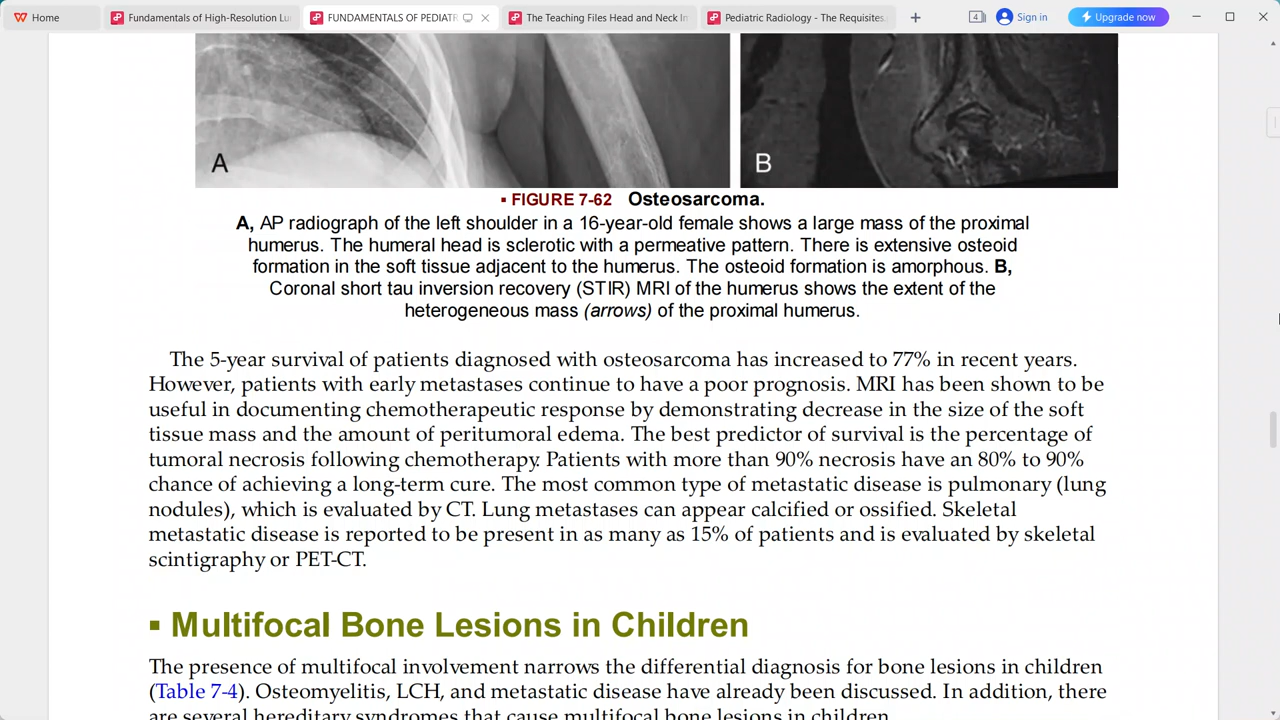 Home
Fundamentals of High-Resolution Lu
FUNDAMENTALS OF PEDIATR
The Teaching Files Head and Neck In
Pediatric Radiology - The Requisites.
4
Sign in
Upgrade now
A
B
▪ FIGURE 7-62 Osteosarcoma.
A, AP radiograph of the left shoulder in a 16-year-old female shows a large mass of the proximal
humerus. The humeral head is sclerotic with a permeative pattern. There is extensive osteoid
formation in the soft tissue adjacent to the humerus. The osteoid formation is amorphous. B,
Coronal short tau inversion recovery (STIR) MRI of the humerus shows the extent of the
heterogeneous mass (arrows) of the proximal humerus.
The 5-year survival of patients diagnosed with osteosarcoma has increased to 77% in recent years.
However, patients with early metastases continue to have a poor prognosis. MRI has been shown to be
useful in documenting chemotherapeutic response by demonstrating decrease in the size of the soft
tissue mass and the amount of peritumoral edema. The best predictor of survival is the percentage of
tumoral necrosis following chemotherapy. Patients with more than 90% necrosis have an 80% to 90%
chance of achieving a long-term cure. The most common type of metastatic disease is pulmonary (lung
nodules), which is evaluated by CT. Lung metastases can appear calcified or ossified. Skeletal
metastatic disease is reported to be present in as many as 15% of patients and is evaluated by skeletal
scintigraphy or PET-CT.
▪ Multifocal Bone Lesions in Children
The presence of multifocal involvement narrows the differential diagnosis for bone lesions in children
(Table 7-4). Osteomyelitis, LCH, and metastatic disease have already been discussed. In addition, there
are several hereditary syndromes that cause multifocal bone lesions in children.